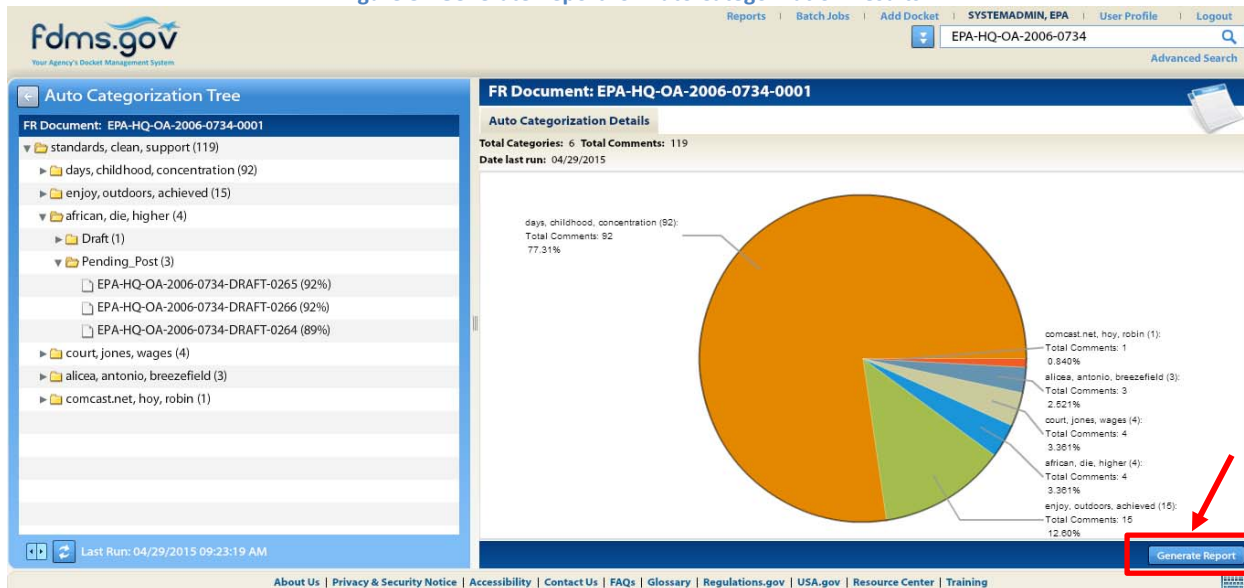 Reports | Batch Jobs | Add Docket | SYSTEMADMIN, EPA | User Profile | Logout
fdms.gov
Your Agency's Docket Management System
EPA-HQ-OA-2006-0734
Advanced Search
Auto Categorization Tree
FR Document: EPA-HQ-OA-2006-0734-0001
standards, clean, support (119)
days, childhood, concentration (92)
enjoy, outdoors, achieved (15)
african, die, higher (4)
Draft (1)
Pending_Post (3)
EPA-HQ-OA-2006-0734-DRAFT-0265 (92%)
EPA-HQ-OA-2006-0734-DRAFT-0266 (92%)
EPA-HQ-OA-2006-0734-DRAFT-0264 (89%)
court, jones, wages (4)
alicea, antonio, breezefield (3)
comcast.net, hoy, robin (1)
Last Run: 04/29/2015 09:23:19 AM
FR Document: EPA-HQ-OA-2006-0734-0001
Auto Categorization Details
Total Categories: 6 Total Comments: 119
Date last run: 04/29/2015
days, childhood, concentration (92):
Total Comments: 92
77.31%
comcast.net, hoy, robin (1):
Total Comments: 1
0.840%
alicea, antonio, breezefield (3):
Total Comments: 3
2.521%
court, jones, wages (4):
Total Comments: 4
3.361%
african, die, higher (4):
Total Comments: 4
3.361%
enjoy, outdoors, achieved (15):
Total Comments: 15
12.60%
Generate Report
About Us | Privacy & Security Notice | Accessibility | Contact Us | FAQs | Glossary | Regulations.gov | USA.gov | Resource Center | Training